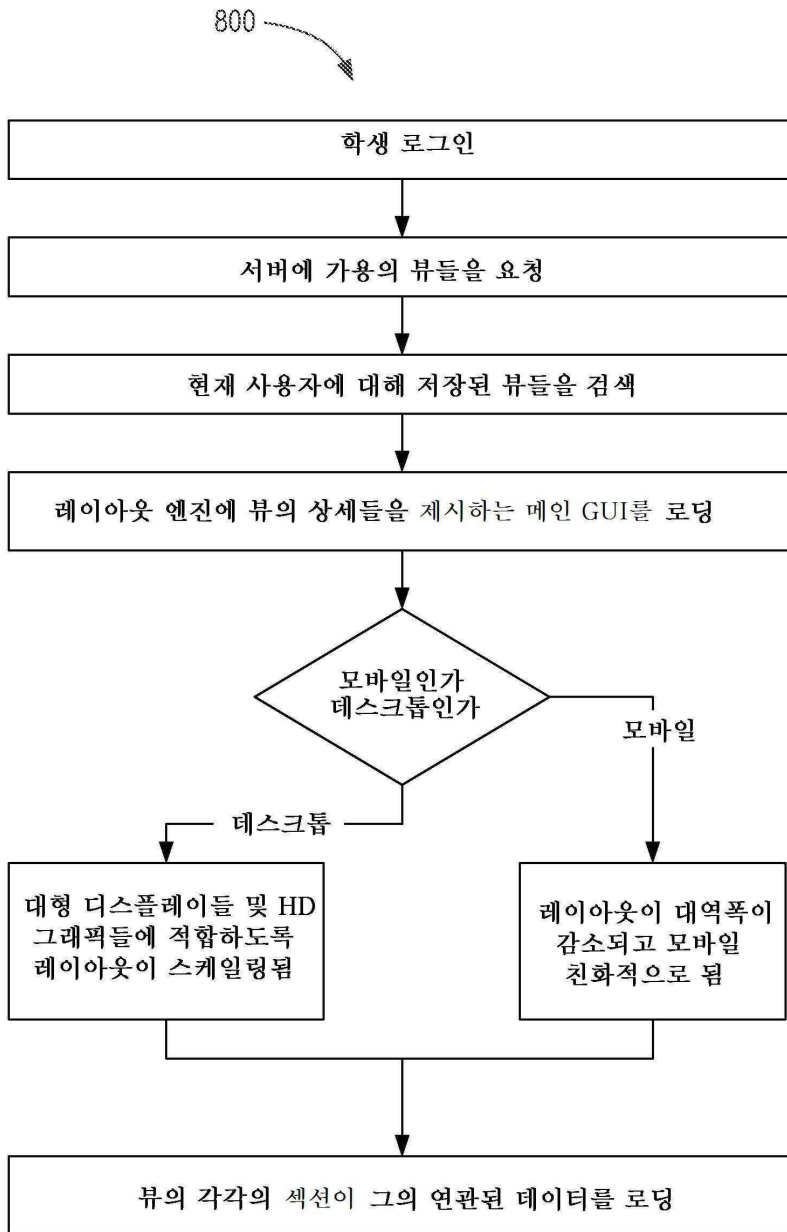 800
학생 로그인
서버에 가용의 뷰들을 요청
현재 사용자에 대해 저장된 뷰들을 검색
레이아웃 엔진에 뷰의 상세들을 제시하는 메인 GUI를 로딩
모바일인가
데스크톱인가
모바일
데스크톱
대형 디스플레이들 및 HD
그래픽들에 적합하도록
레이아웃이 스케일링됨
레이아웃이 대역폭이
감소되고 모바일
친화적으로 됨
뷰의 각각의 섹션이 그의 연관된 데이터를 로딩